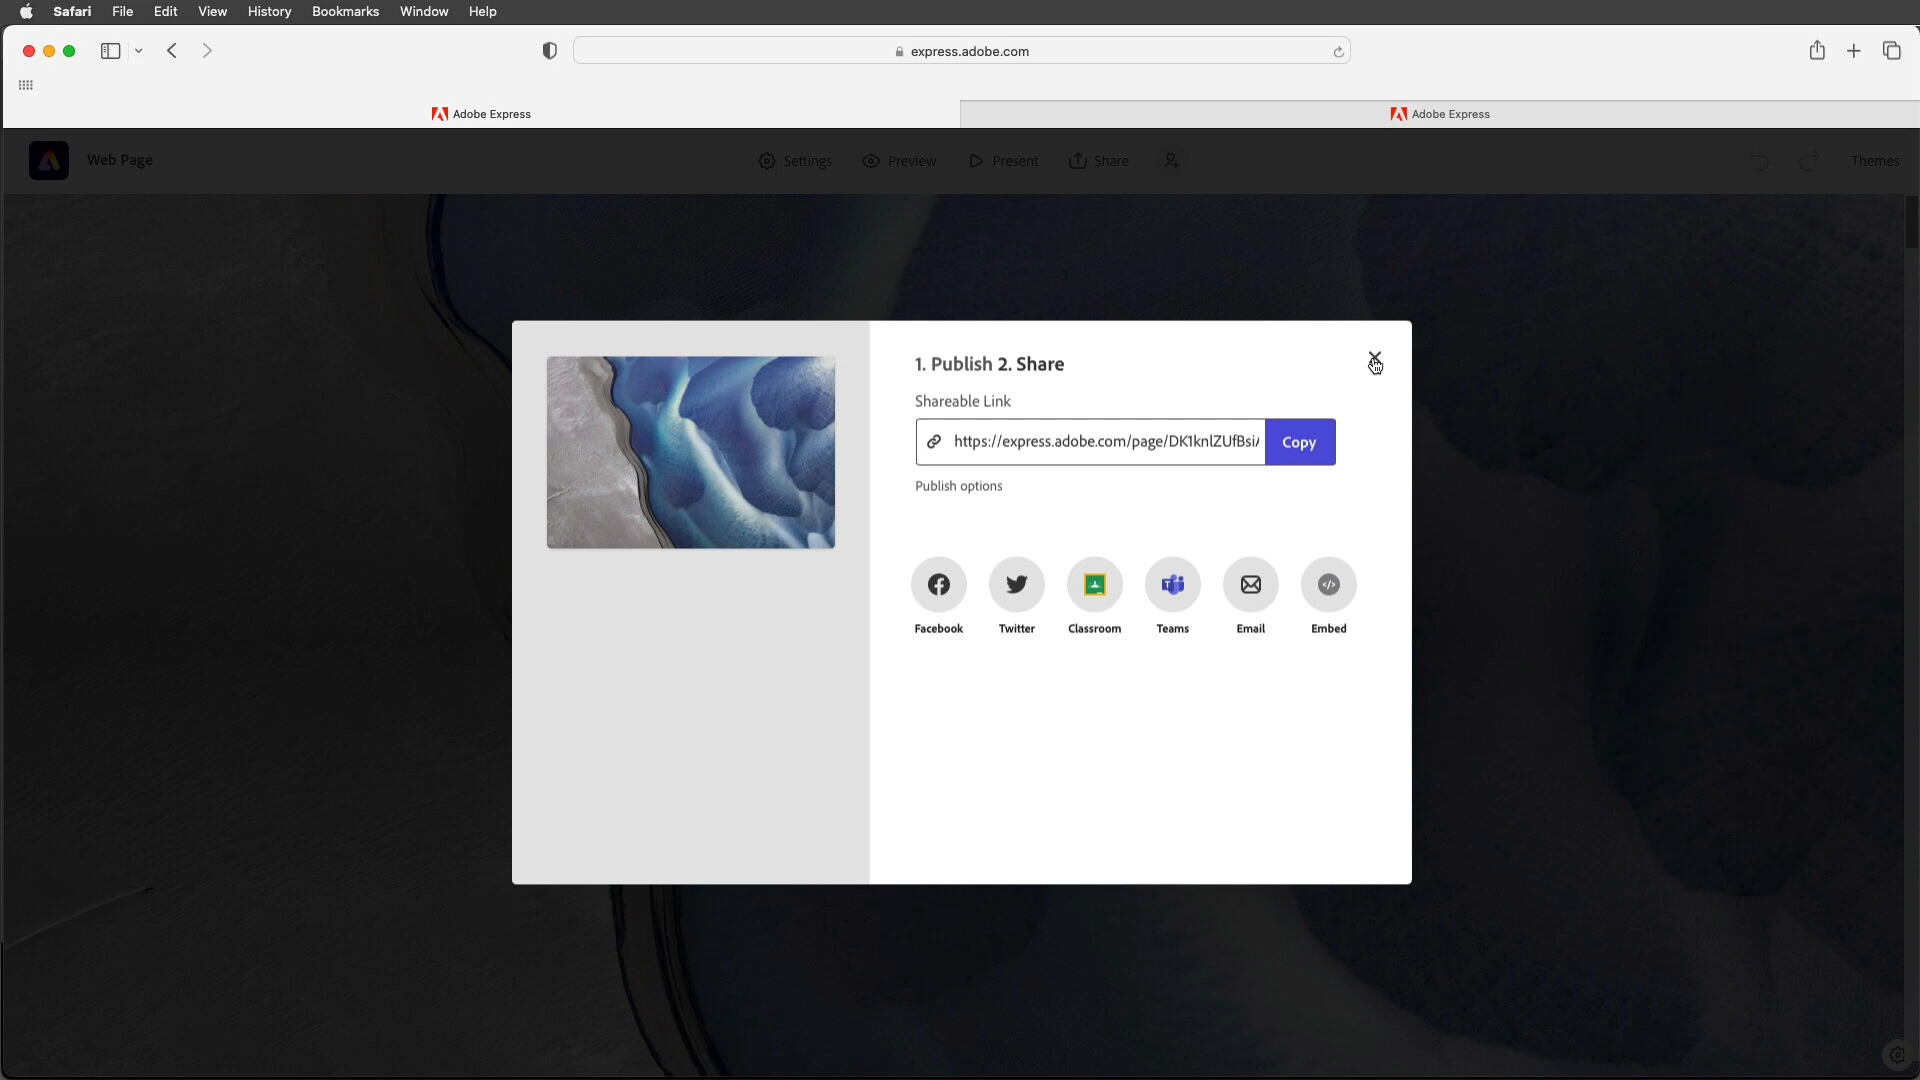 Safari File Edit View History Bookmarks Window Help
express.adobe.com
Adobe Express
Adobe Express
Web Page
Settings Preview Present Share
Themes
1. Publish 2. Share
Shareable Link
https://express.adobe.com/page/DK1knlZUfBsi/ Copy
Publish options
Facebook Twitter Classroom Teams Email Embed